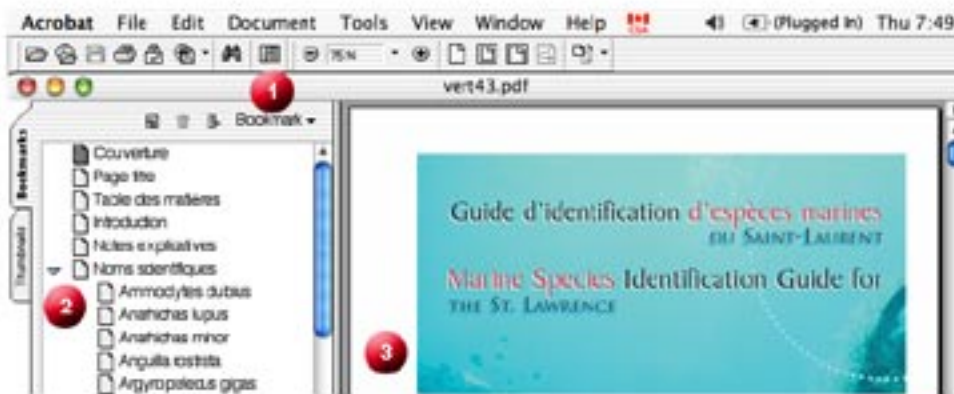 Acrobat File Edit Document Tools View Window Help (Plugged In) Thu 7:49
75%
vert43.pdf
1
Bookmark
Bookmarks
Thumbnails
Couverture
Page titre
Table des matières
Introduction
Notes explicatives
Noms scientifiques
2
Ammodytes dubius
Anarhichas lupus
Anarhichas minor
Anguilla rostrata
Argyropelecus gigas
Guide d'identification d'espèces marines
DU SAINT-LAURENT
Marine Species Identification Guide for
THE ST. LAWRENCE
3